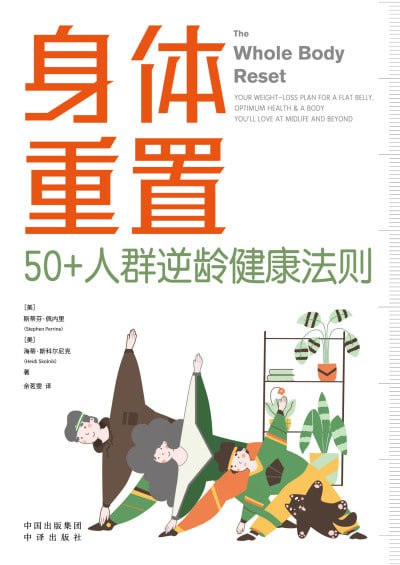 身体
重置
The
Whole Body
Reset
YOUR WEIGHT-LOSS PLAN FOR A FLAT BELLY,
OPTIMUM HEALTH & A BODY
YOU'LL LOVE AT MIDLIFE AND BEYOND
50+人群逆龄健康法则
[美]
斯蒂芬·佩内里
(Stephen Perrine)
[美]
海蒂·斯科尔尼克
(Heidi Skolnik)
著
余茗雯 译
中国出版集团
中译出版社